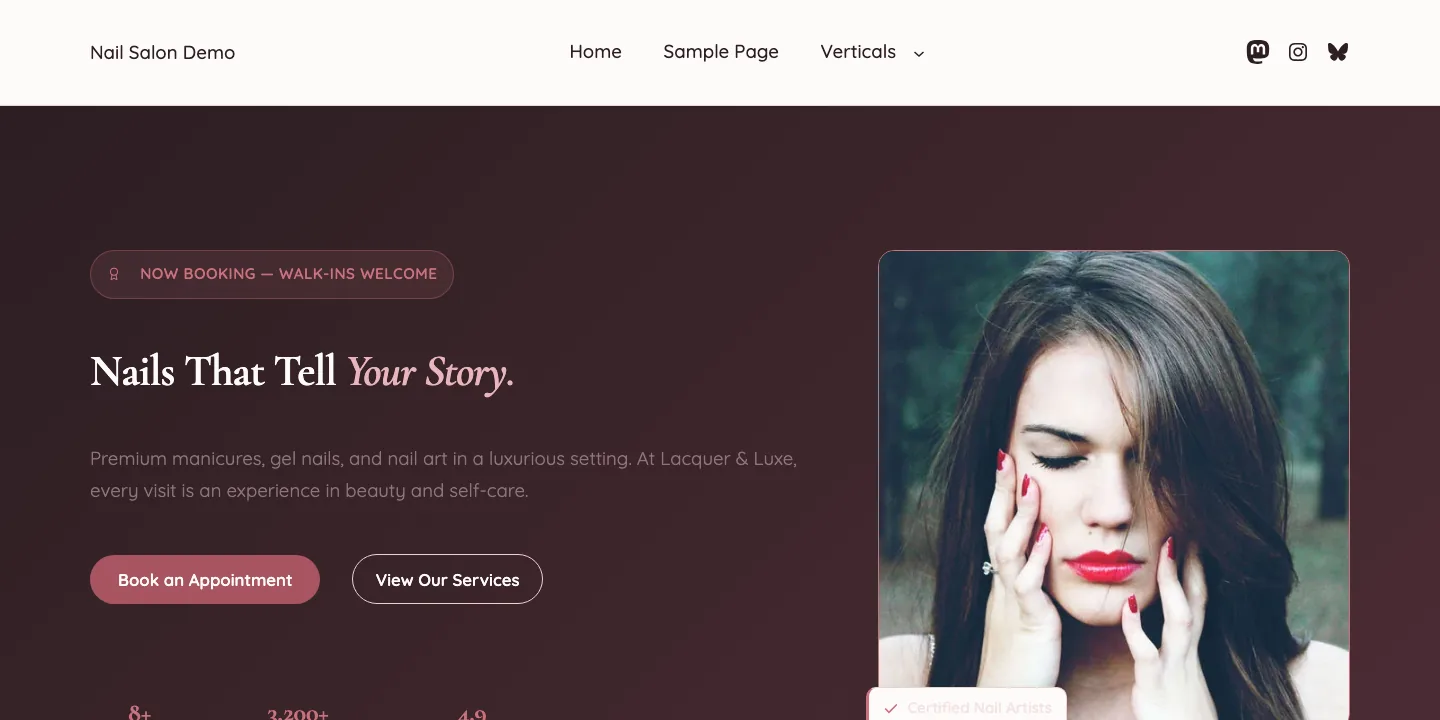 Nail Salon Demo
Home Sample Page Verticals
NOW BOOKING — WALK-INS WELCOME
Nails That Tell Your Story.
Premium manicures, gel nails, and nail art in a luxurious setting. At Lacquer & Luxe,
every visit is an experience in beauty and self-care.
Book an Appointment View Our Services
8+ 3,200+ 4.9
Certified Nail Artists